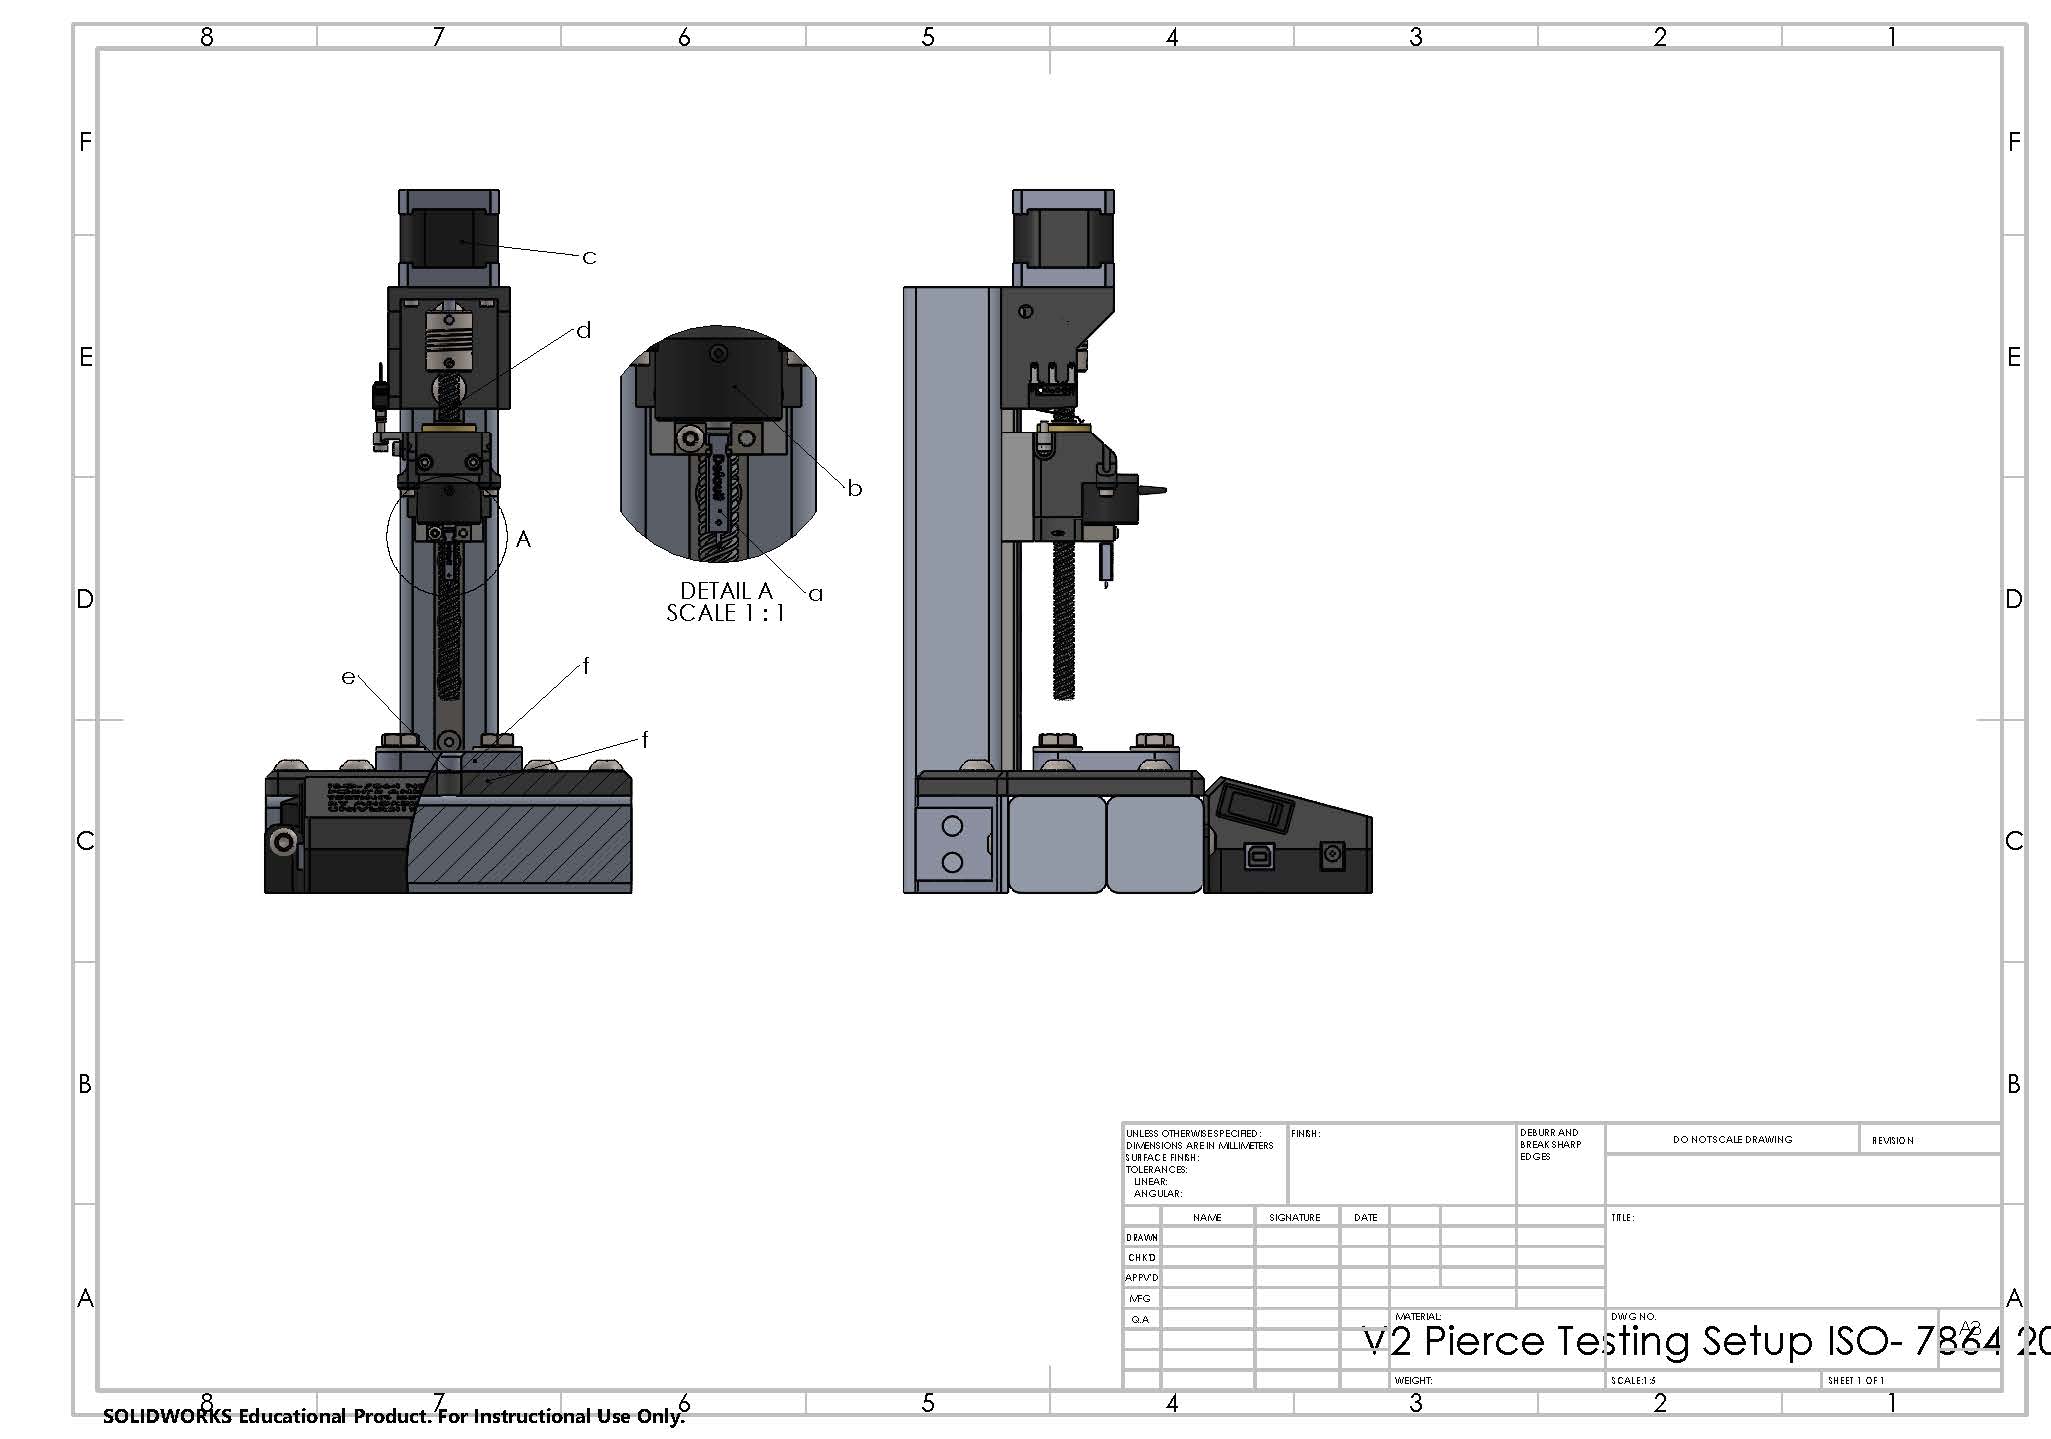 8 7 6 5 4 3 2 1
F F
c
E d E
b
A
DETAIL A
SCALE 1 : 1
a
D D
e f
f
C C
B B
UNLESS OTHERWISE SPECIFIED:
DIMENSIONS ARE IN MILLIMETERS
SURFACE FINISH:
TOLERANCES:
LINEAR:
ANGULAR:
FINISH:
DEBURR AND
BREAK SHARP
EDGES
DO NOT SCALE DRAWING
REVISION
NAME SIGNATURE DATE
TITLE:
DRAWN
CHK'D
APPV'D
MFG
Q.A
MATERIAL:
DWG NO.
A A
A3
V2 Pierce Testing Setup ISO- 7864 20
WEIGHT:
SCALE:1:5
SHEET 1 OF 1
8 7 6 5 4 3 2 1
SOLIDWORKS Educational Product. For Instructional Use Only.